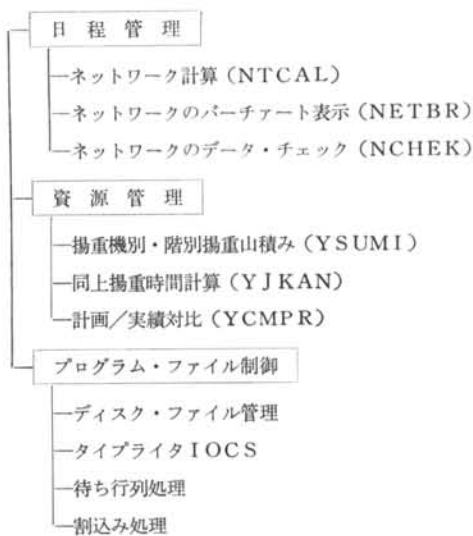 日程管理
ネットワーク計算（NTCAL）
ネットワークのバーチァート表示（NETBR）
ネットワークのデータ・チェック（NCHEK）
資源管理
揚重機別・階別揚重山積み（YSUMI）
同上揚重時間計算（YJKAN）
計画／実績対比（YCMPR）
プログラム・ファイル制御
ディスク・ファイル管理
タイプライタIOCS
待ち行列処理
割込み処理